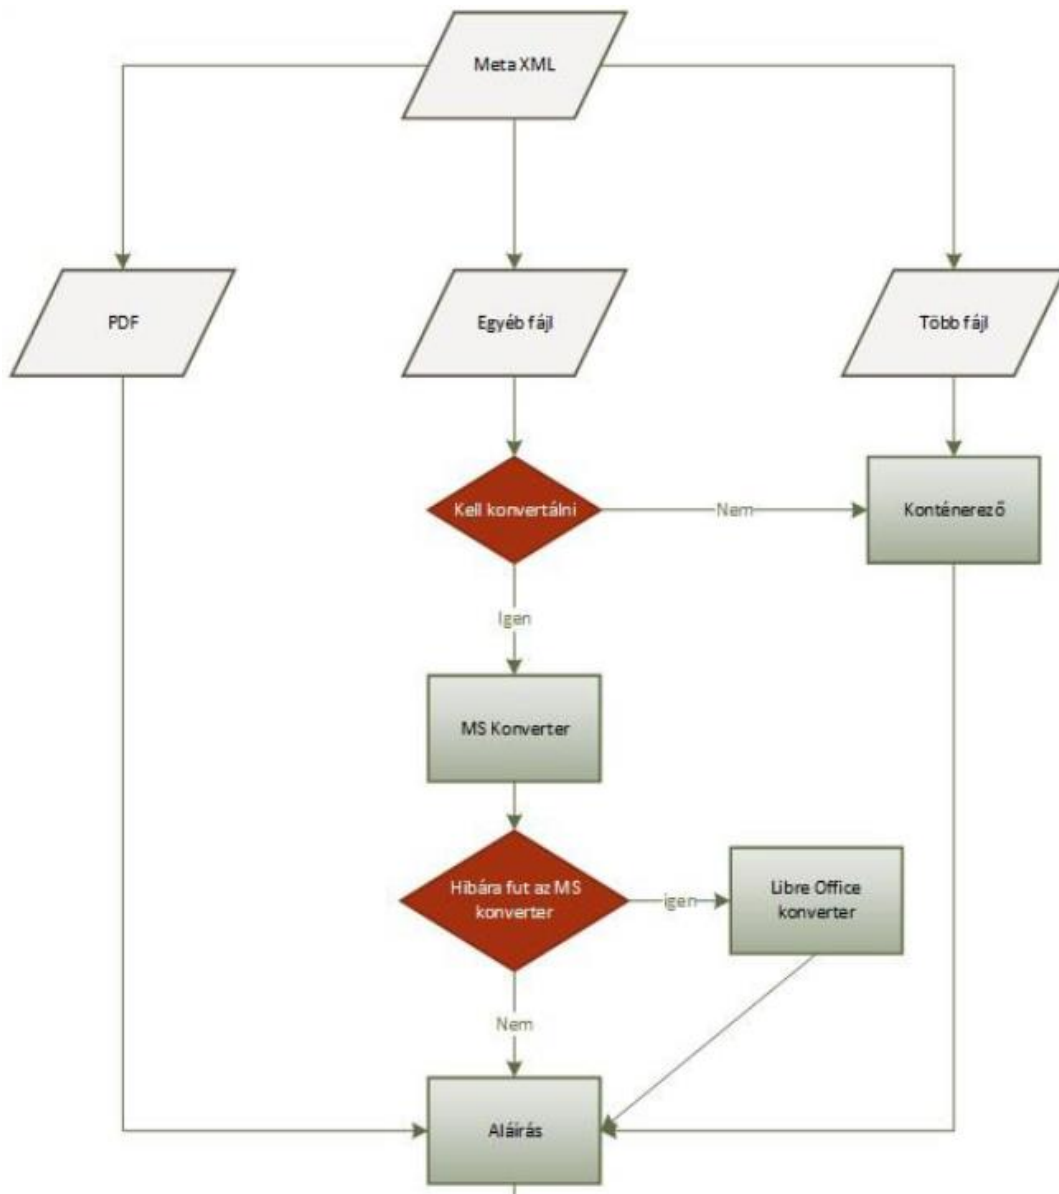 Meta XML
PDF
Egyéb fájl
Több fájl
Kell konvertálni
Nem
Konténerező
Igen
MS Konverter
Hibára fut az MS
konverter
igen
Libre Office
konverter
Nem
Aláírás